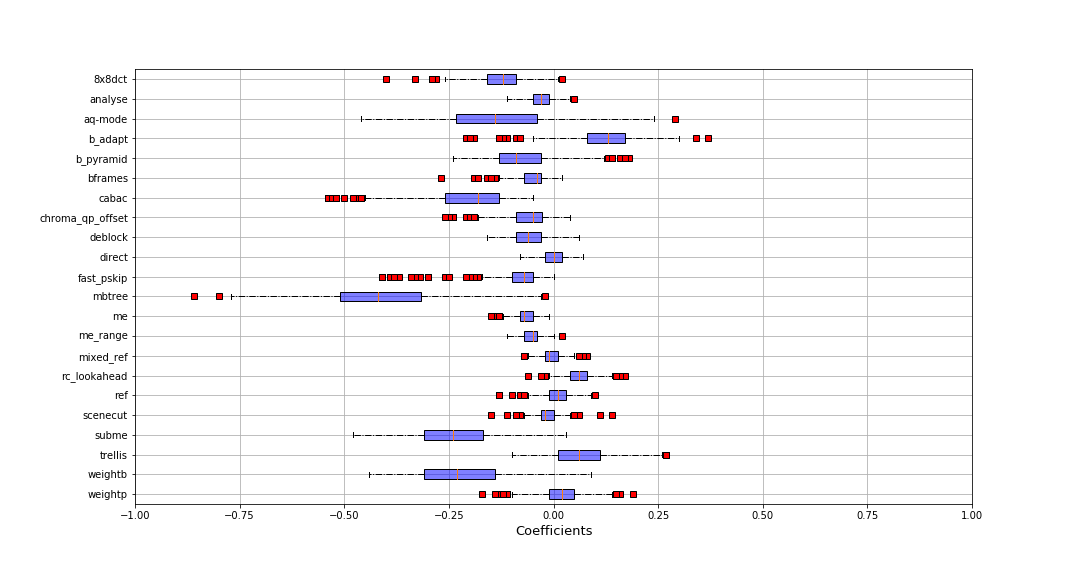 8x8dct
analyse
aq-mode
b_adapt
b_pyramid
bframes
cabac
chroma_qp_offset
deblock
direct
fast_pskip
mbtree
me
me_range
mixed_ref
rc_lookahead
ref
scenecut
subme
trellis
weightb
weightp
−1.00 −0.75 −0.50 −0.25 0.00 0.25 0.50 0.75 1.00
Coefficients